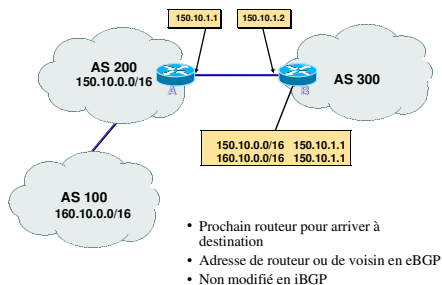 150.10.1.1
150.10.1.2
AS 200
150.10.0.0/16
A
B
AS 300
150.10.0.0/16 150.10.1.1
160.10.0.0/16 150.10.1.1
AS 100
160.10.0.0/16
• Prochain routeur pour arriver à
destination
• Adresse de routeur ou de voisin en eBGP
• Non modifié en iBGP